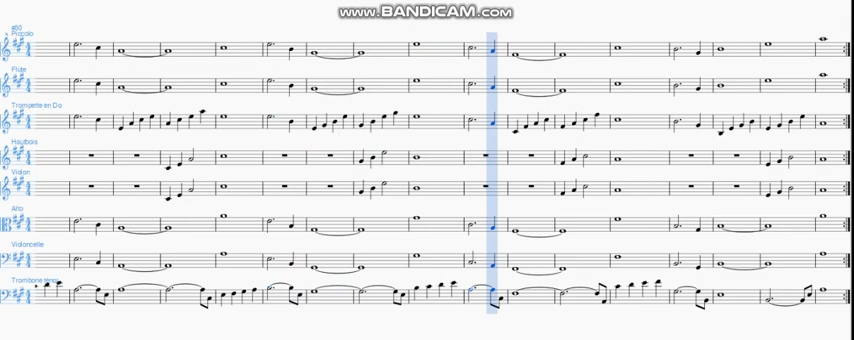 www.BANDICAM.com
Piccolo
Flûte
Trompette en Do
Hautbois
Violon
Alto
Violoncelle
Trombone ténor